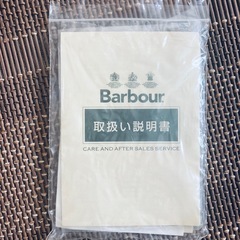 Barbour
取扱い説明書
CARE AND AFTER SALES SERVICE